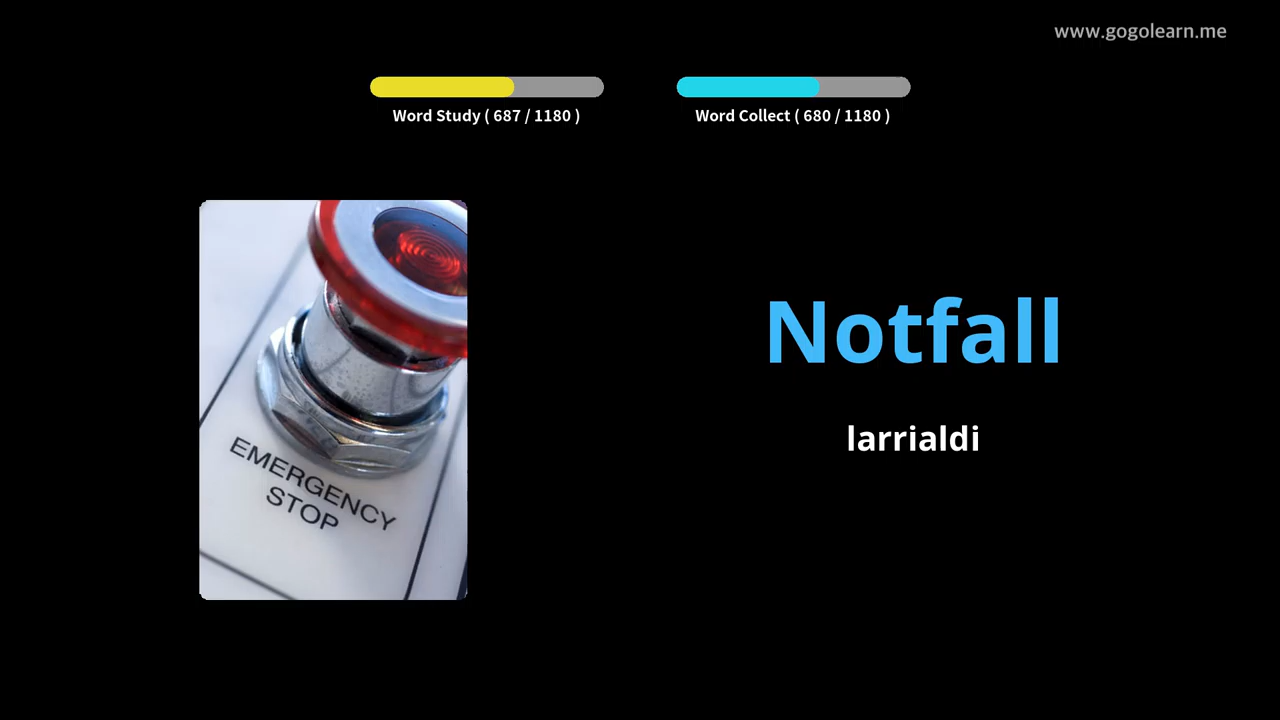 www.gogolearn.me
Word Study ( 687 / 1180 )
Word Collect ( 680 / 1180 )
EMERGENCY
STOP
Notfall
larrialdi